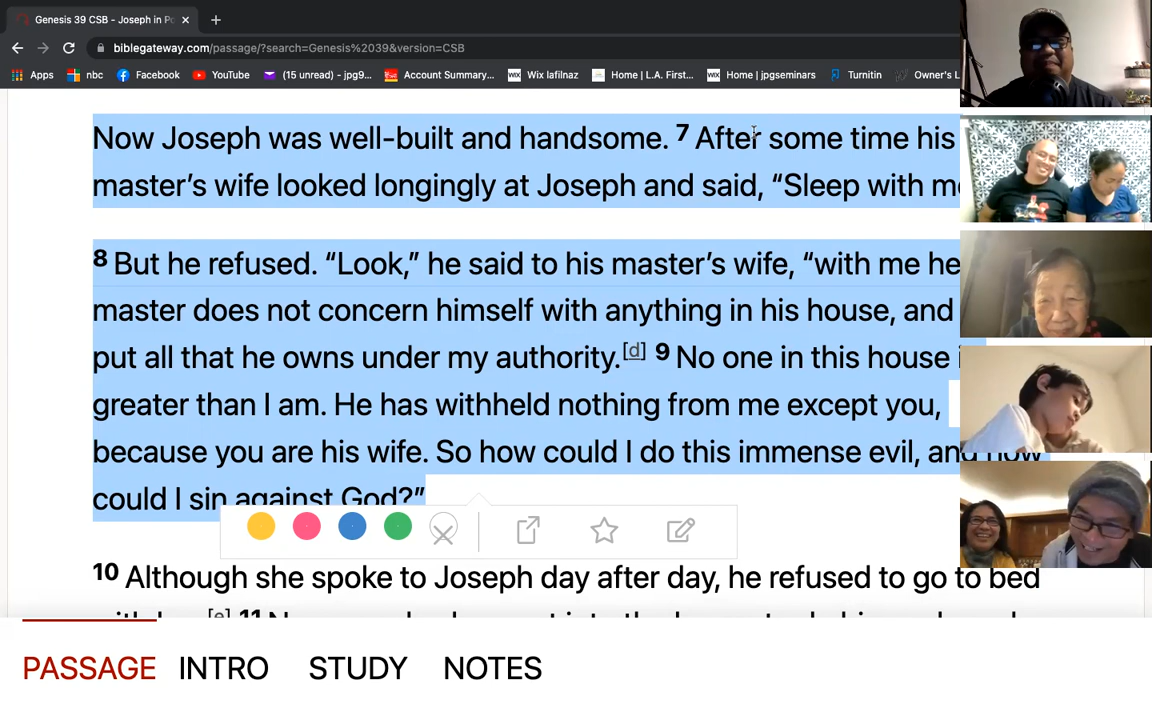 Genesis 39 CSB - Joseph in Po
biblegateway.com/passage/?search=Genesis%2039&version=CSB
Apps nbc Facebook YouTube (15 unread) - jpg9... Account Summary... Wix lafilnaz Home | L.A. First... Home | jpgseminars Turnitin Owner's L
Now Joseph was well-built and handsome. 7 After some time his
master’s wife looked longingly at Joseph and said, “Sleep with me
8 But he refused. “Look,” he said to his master’s wife, “with me he
master does not concern himself with anything in his house, and
put all that he owns under my authority.[d] 9 No one in this house
greater than I am. He has withheld nothing from me except you,
because you are his wife. So how could I do this immense evil, and how
could I sin against God?”
10 Although she spoke to Joseph day after day, he refused to go to bed
[e] 11
PASSAGE INTRO STUDY NOTES